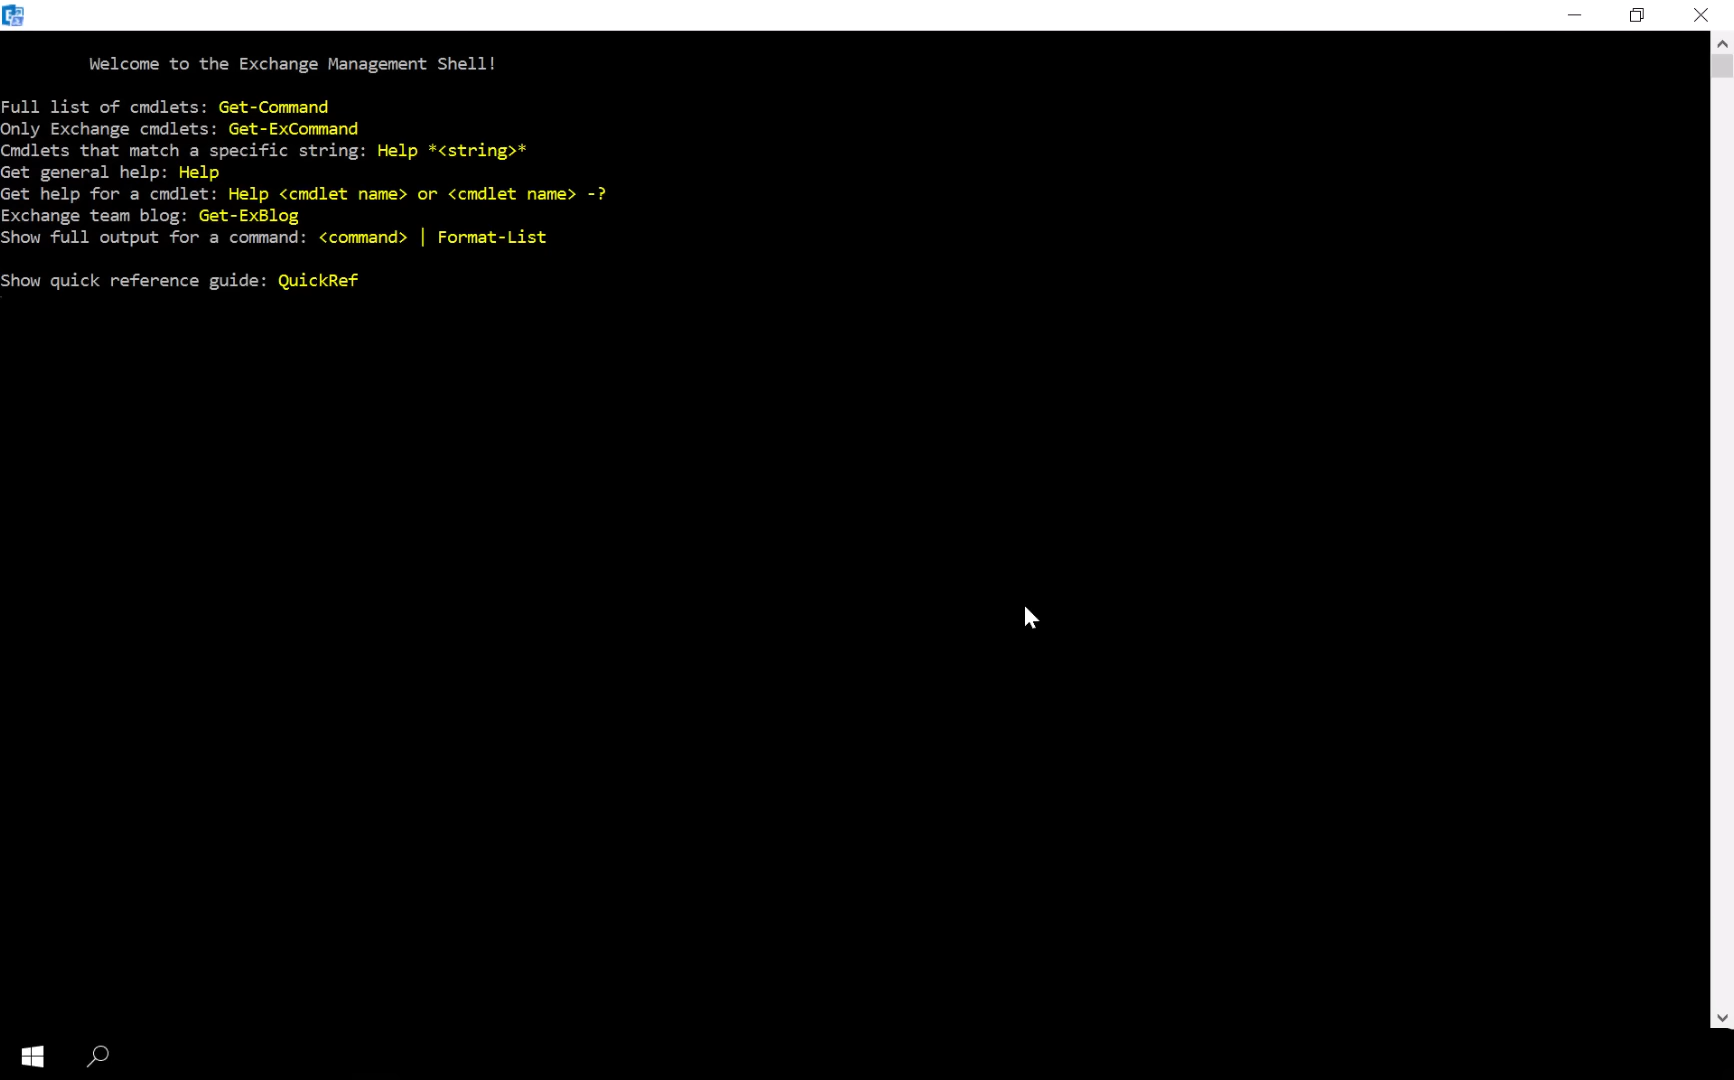 Welcome to the Exchange Management Shell!
Full list of cmdlets: Get-Command
Only Exchange cmdlets: Get-ExCommand
Cmdlets that match a specific string: Help *<string>*
Get general help: Help
Get help for a cmdlet: Help <cmdlet name> or <cmdlet name> -?
Exchange team blog: Get-ExBlog
Show full output for a command: <command> | Format-List
Show quick reference guide: QuickRef